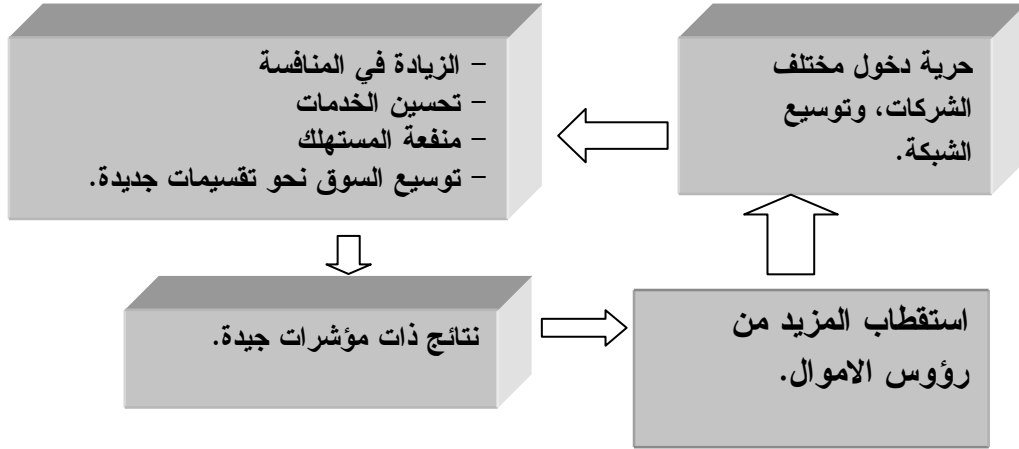 حرية دخول مختلف
الشركات، وتوسيع
الشبكة.
- الزيادة في المنافسة
- تحسين الخدمات
- منفعة المستهلك
- توسيع السوق نحو تقسيمات جديدة.
نتائج ذات مؤشرات جيدة.
استقطاب المزيد من
رؤوس الاموال.